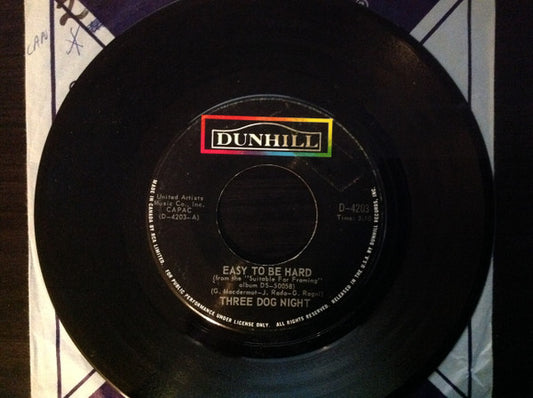 CAN
DUNHILL
United Artists
Music Co., Inc.
CAPAC
(D-4203-A)
D-4203
Time: 3:10
EASY TO BE HARD
(from the "Suitable For Framing"
album DS-50058)
(G. Macdermot-J. Rado-G. Ragni)
THREE DOG NIGHT
MADE IN CANADA BY RCA LIMITED. FOR PUBLIC PERFORMANCE UNDER LICENSE ONLY. ALL RIGHTS RESERVED. RELEASED IN THE U.S.A. BY DUNHILL RECORDS, INC.